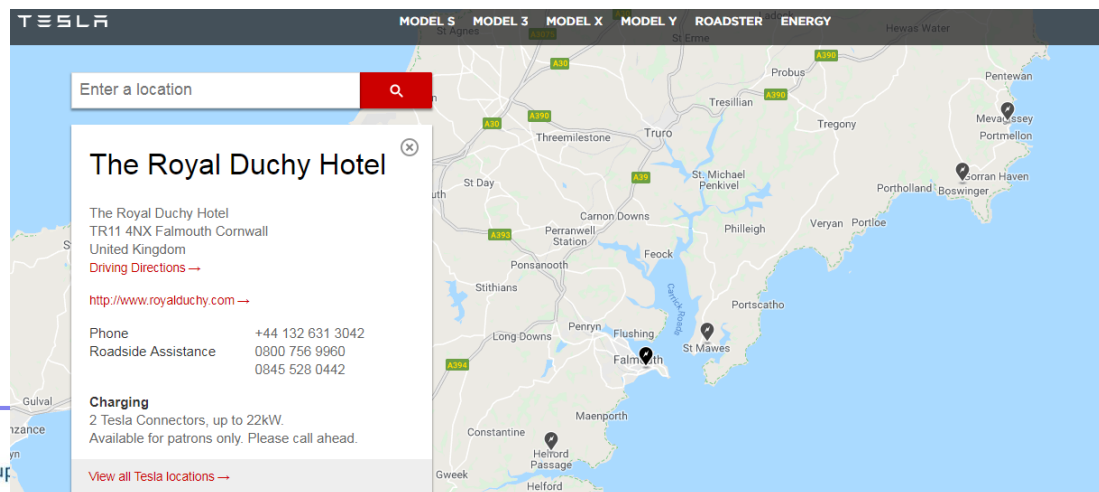 TESLA
MODEL S MODEL 3 MODEL X MODEL Y ROADSTER ENERGY
Enter a location
The Royal Duchy Hotel
The Royal Duchy Hotel
TR11 4NX Falmouth Cornwall
United Kingdom
Driving Directions →
http://www.royalduchy.com →
Phone +44 132 631 3042
Roadside Assistance 0800 756 9960
0845 528 0442
Charging
2 Tesla Connectors, up to 22kW.
Available for patrons only. Please call ahead.
View all Tesla locations →
St Agnes
A3075
St Erme
Ladock
Hewas Water
A30
A390
Probus
Pentewan
A390
Tresillian
A30
A390
Mevagissey
Threemilestone
Truro
Tregony
Portmellon
St Day
A39
St. Michael
Penkivel
Gorran Haven
Portholland
Boswinger
Carnon Downs
A393
Perranwell
Station
Philleigh
Veryan
Portloe
Feock
Ponsanooth
Stithians
Carrick Roads
Portscatho
Long Downs
Penryn
Flushing
St Mawes
A394
Falmouth
Gulval
Maenporth
Constantine
Helford
Passage
Gweek
Helford